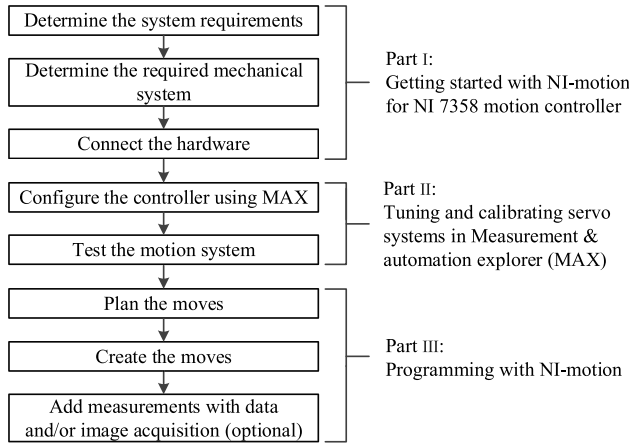 Determine the system requirements
Determine the required mechanical
system
Connect the hardware
Part I:
Getting started with NI-motion
for NI 7358 motion controller
Configure the controller using MAX
Test the motion system
Part II:
Tuning and calibrating servo
systems in Measurement &
automation explorer (MAX)
Plan the moves
Create the moves
Add measurements with data
and/or image acquisition (optional)
Part III:
Programming with NI-motion